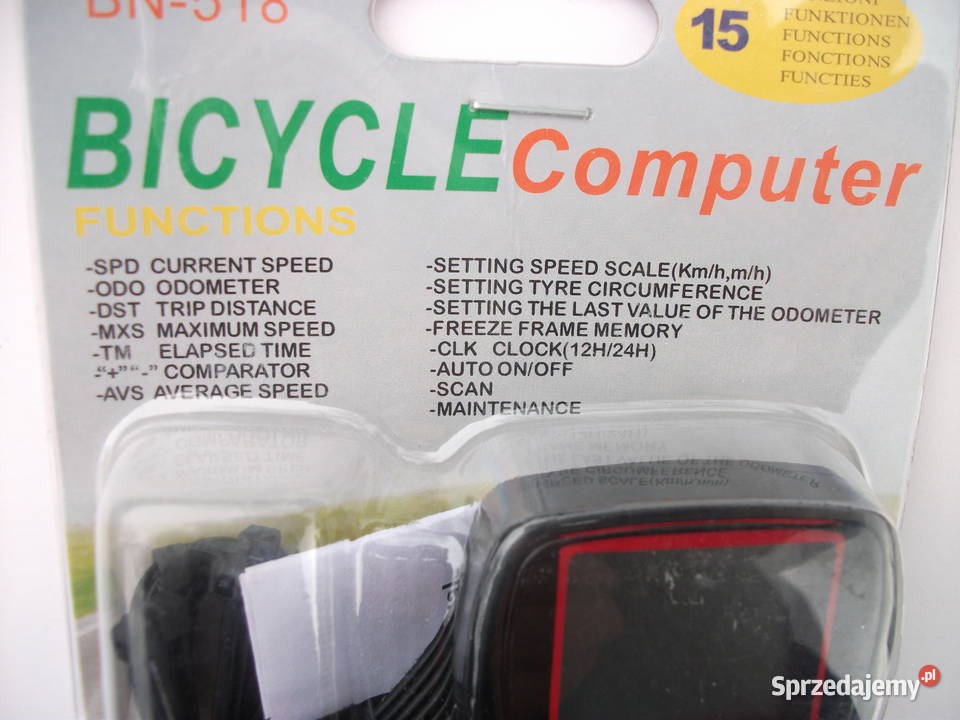 BN-518
15
FUNKTIONEN
FUNCTIONS
FONCTIONS
FUNCTIES
BICYCLE Computer
FUNCTIONS
-SPD CURRENT SPEED
-ODO ODOMETER
-DST TRIP DISTANCE
-MXS MAXIMUM SPEED
-TM ELAPSED TIME
-“+” “-” COMPARATOR
-AVS AVERAGE SPEED
-SETTING SPEED SCALE(Km/h,m/h)
-SETTING TYRE CIRCUMFERENCE
-SETTING THE LAST VALUE OF THE ODOMETER
-FREEZE FRAME MEMORY
-CLK CLOCK(12H/24H)
-AUTO ON/OFF
-SCAN
-MAINTENANCE
Sprzedajemy.pl